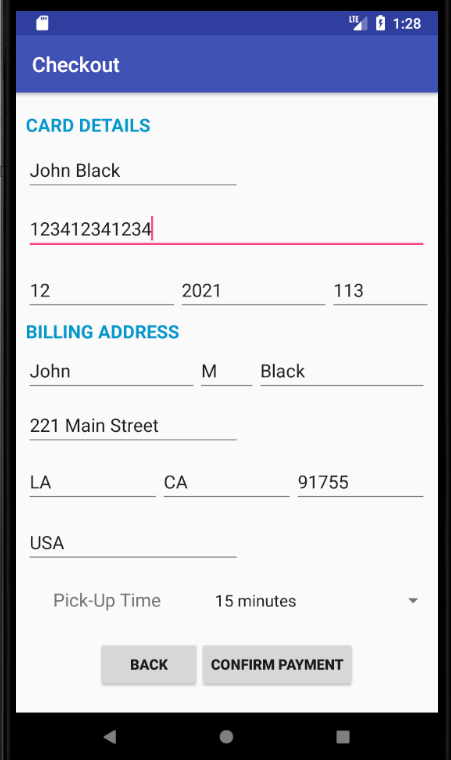 LTE 1:28
Checkout
CARD DETAILS
John Black
123412341234
12 2021 113
BILLING ADDRESS
John M Black
221 Main Street
LA CA 91755
USA
Pick-Up Time 15 minutes
BACK CONFIRM PAYMENT